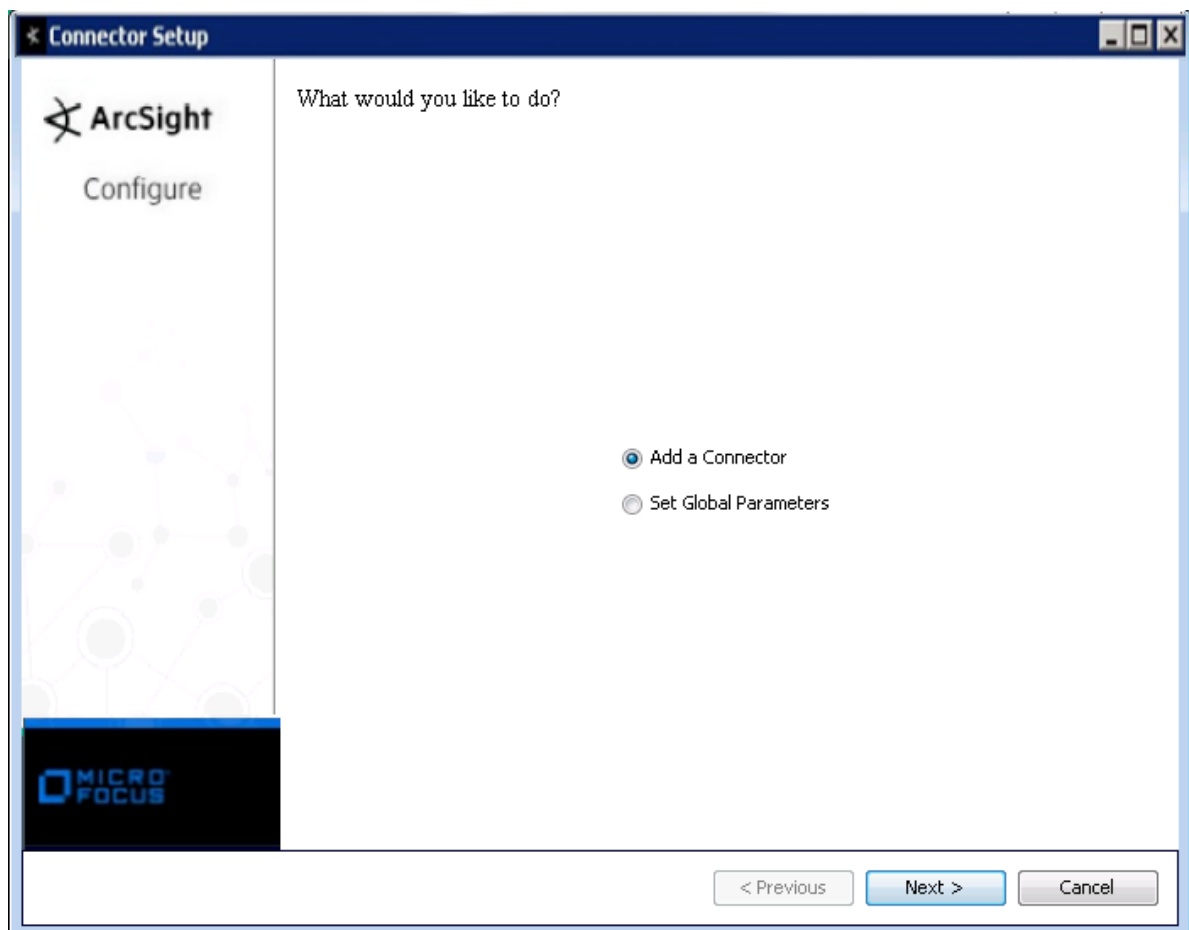 Connector Setup
ArcSight
Configure
What would you like to do?
Add a Connector
Set Global Parameters
MICRO
FOCUS
< Previous
Next >
Cancel